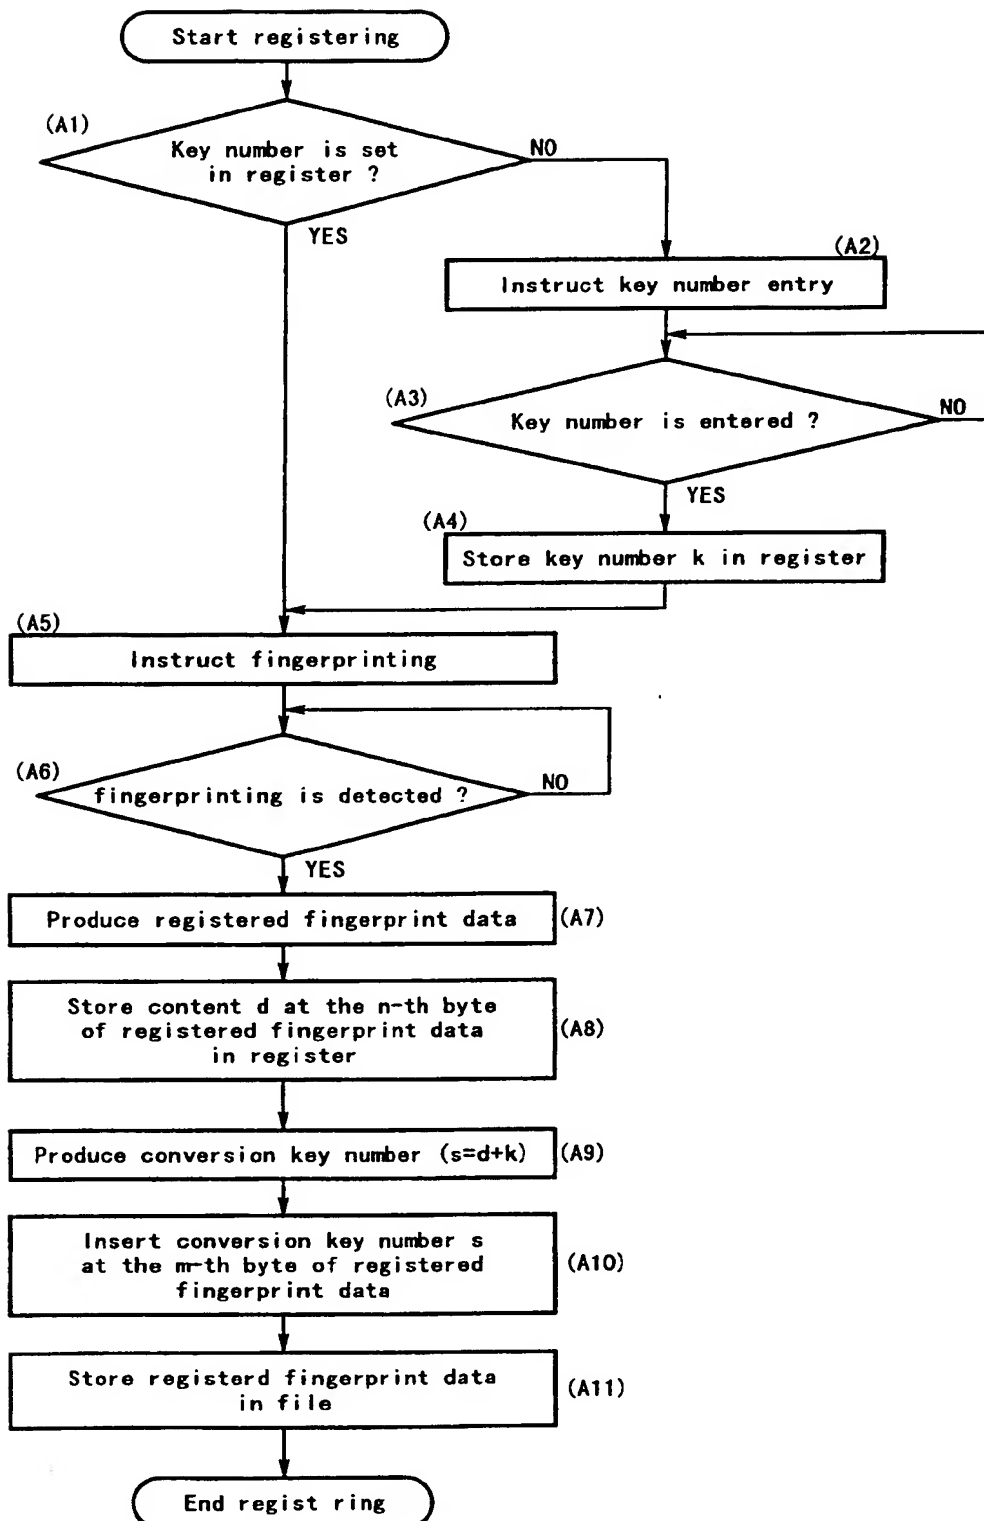 Start registering
(A1)
Key number is set
in register ?
NO
YES
(A2)
Instruct key number entry
(A3)
Key number is entered ?
NO
YES
(A4)
Store key number k in register
(A5)
Instruct fingerprinting
(A6)
fingerprinting is detected ?
NO
YES
Produce registered fingerprint data
(A7)
Store content d at the n-th byte
of registered fingerprint data
in register
(A8)
Produce conversion key number (s=d+k)
(A9)
Insert conversion key number s
at the m-th byte of registered
fingerprint data
(A10)
Store registerd fingerprint data
in file
(A11)
End regist ring